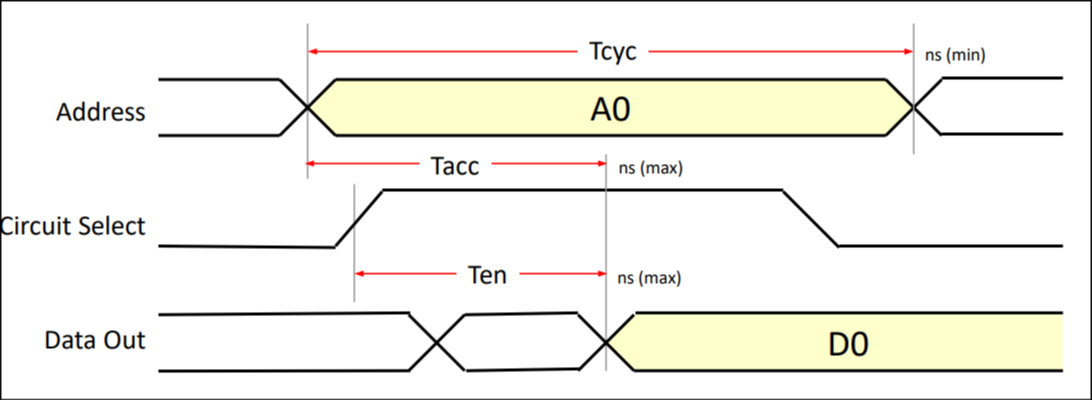 Tcyc ns (min)
Address A0
Tacc ns (max)
Circuit Select
Ten ns (max)
Data Out D0